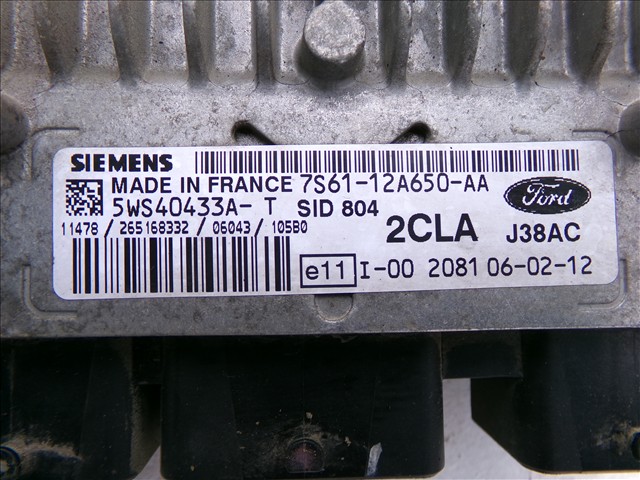 SIEMENS
MADE IN FRANCE 7S61-12A650-AA
5WS40433A- T SID 804
Ford
11478 / 265168332 / 06043 / 105B0
2CLA J38AC
e11 I-00 2081 06-02-12